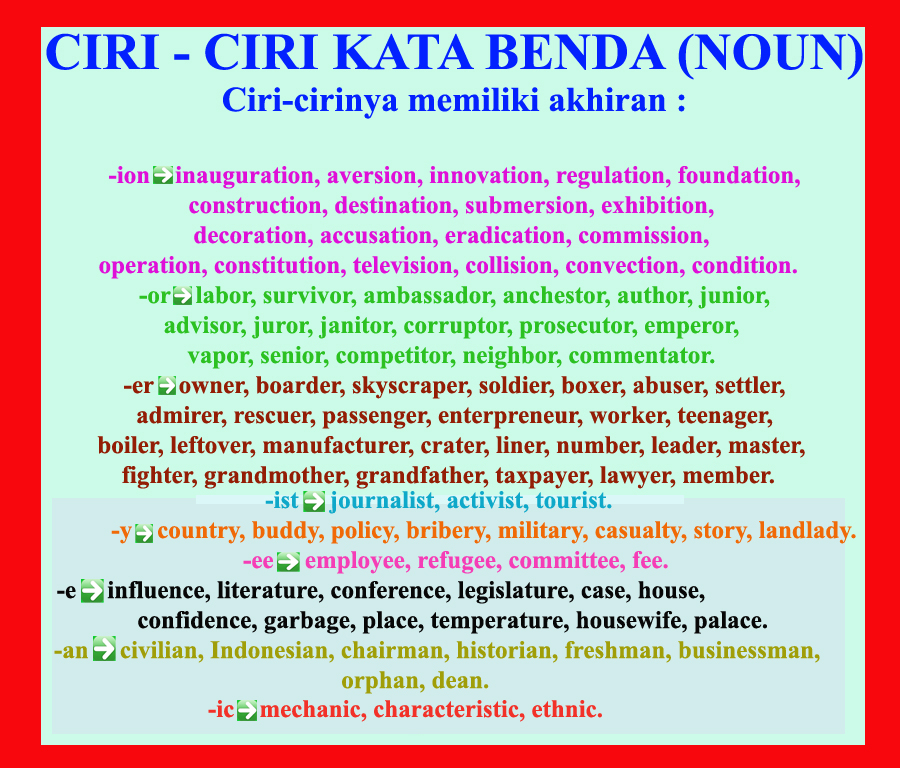 CIRI - CIRI KATA BENDA (NOUN)
Ciri-cirinya memiliki akhiran :
-ion➡inauguration, aversion, innovation, regulation, foundation,
construction, destination, submersion, exhibition,
decoration, accusation, eradication, commission,
operation, constitution, television, collision, convection, condition.
-or➡labor, survivor, ambassador, anchestor, author, junior,
advisor, juror, janitor, corruptor, prosecutor, emperor,
vapor, senior, competitor, neighbor, commentator.
-er➡owner, boarder, skyscraper, soldier, boxer, abuser, settler,
admirer, rescuer, passenger, enterpreneur, worker, teenager,
boiler, leftover, manufacturer, crater, liner, number, leader, master,
fighter, grandmother, grandfather, taxpayer, lawyer, member.
-ist➡journalist, activist, tourist.
-y➡country, buddy, policy, bribery, military, casualty, story, landlady.
-ee➡employee, refugee, committee, fee.
-e➡influence, literature, conference, legislature, case, house,
confidence, garbage, place, temperature, housewife, palace.
-an➡civilian, Indonesian, chairman, historian, freshman, businessman,
orphan, dean.
-ic➡mechanic, characteristic, ethnic.